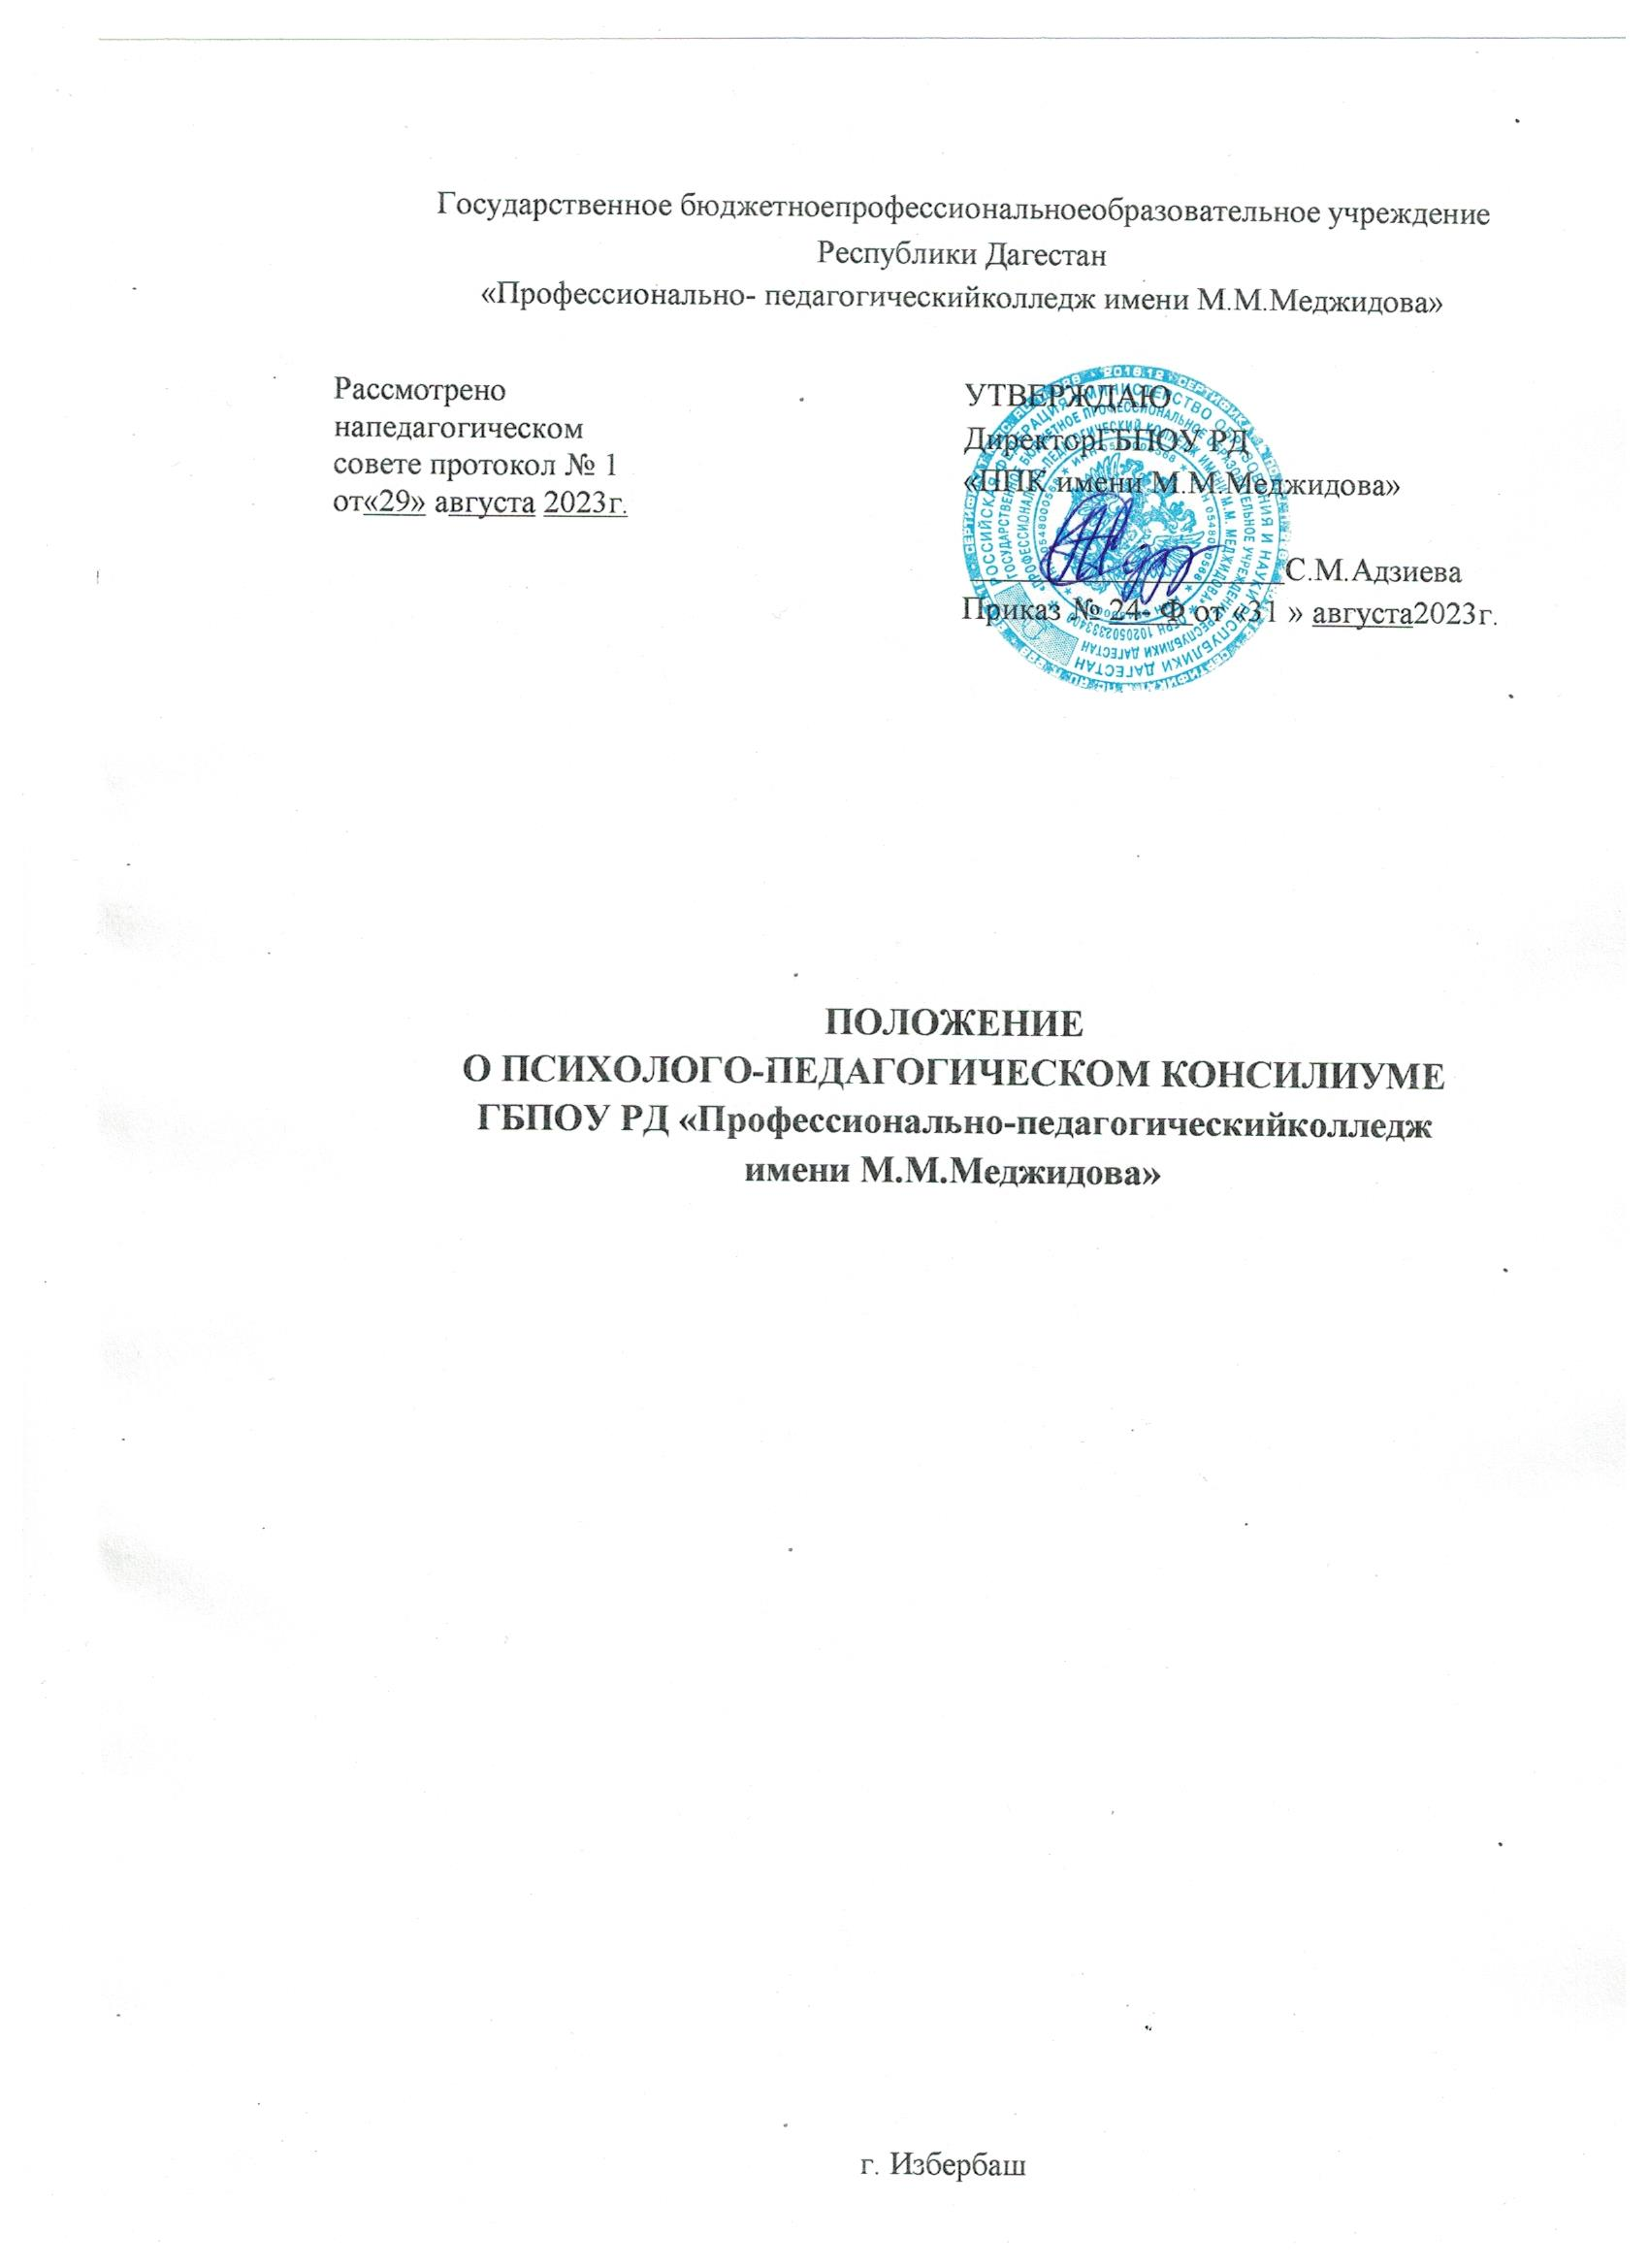 Государственное бюджетноепрофессиональноеобразовательное учреждение
Республики Дагестан
«Профессионально- педагогическийколледж имени М.М.Меджидова»
Рассмотрено
напедагогическом
совете протокол № 1
от«29» августа 2023г.
УТВЕРЖДАЮ
ДиректорГБПОУ РД
«ППК имени М.М.Меджидова»
С.М.Адзиева
Приказ № 24- Ф от «31 » августа2023г.
ПОЛОЖЕНИЕ
О ПСИХОЛОГО-ПЕДАГОГИЧЕСКОМ КОНСИЛИУМЕ
ГБПОУ РД «Профессионально-педагогическийколледж
имени М.М.Меджидова»
г. Избербаш